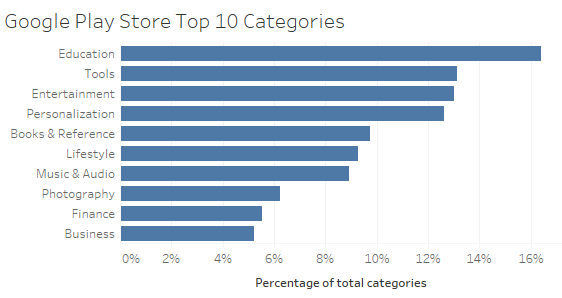 Google Play Store Top 10 Categories
Education
Tools
Entertainment
Personalization
Books & Reference
Lifestyle
Music & Audio
Photography
Finance
Business
0% 2% 4% 6% 8% 10% 12% 14% 16%
Percentage of total categories